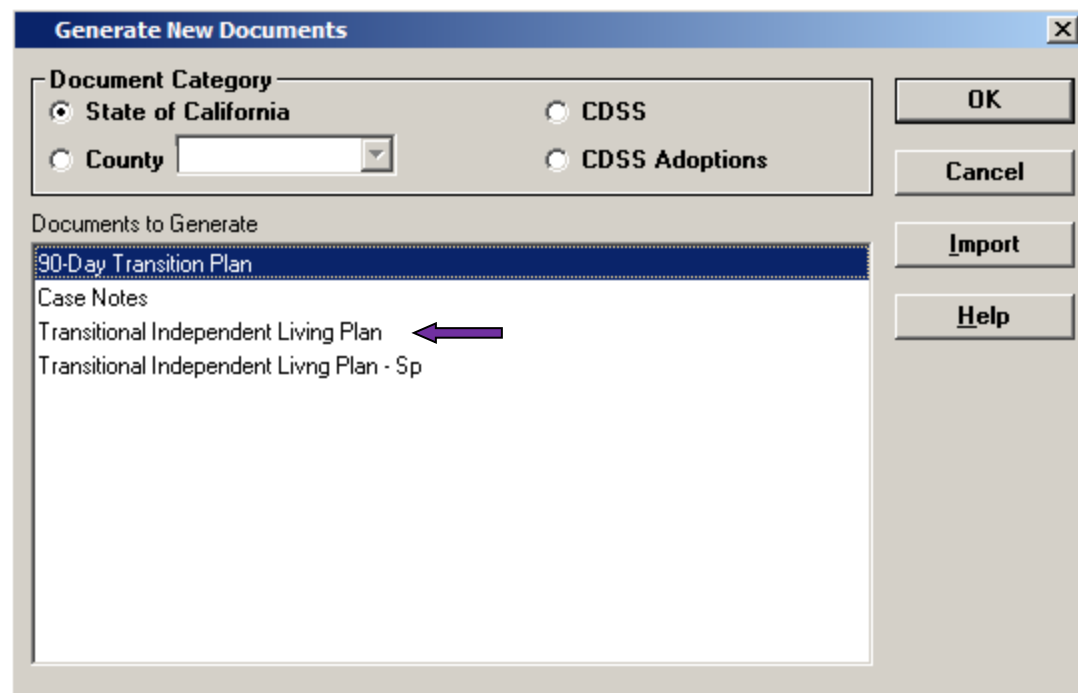 Generate New Documents
Document Category
State of California
CDSS
OK
County
CDSS Adoptions
Cancel
Documents to Generate
Import
90-Day Transition Plan
Case Notes
Help
Transitional Independent Living Plan
Transitional Independent Livng Plan - Sp